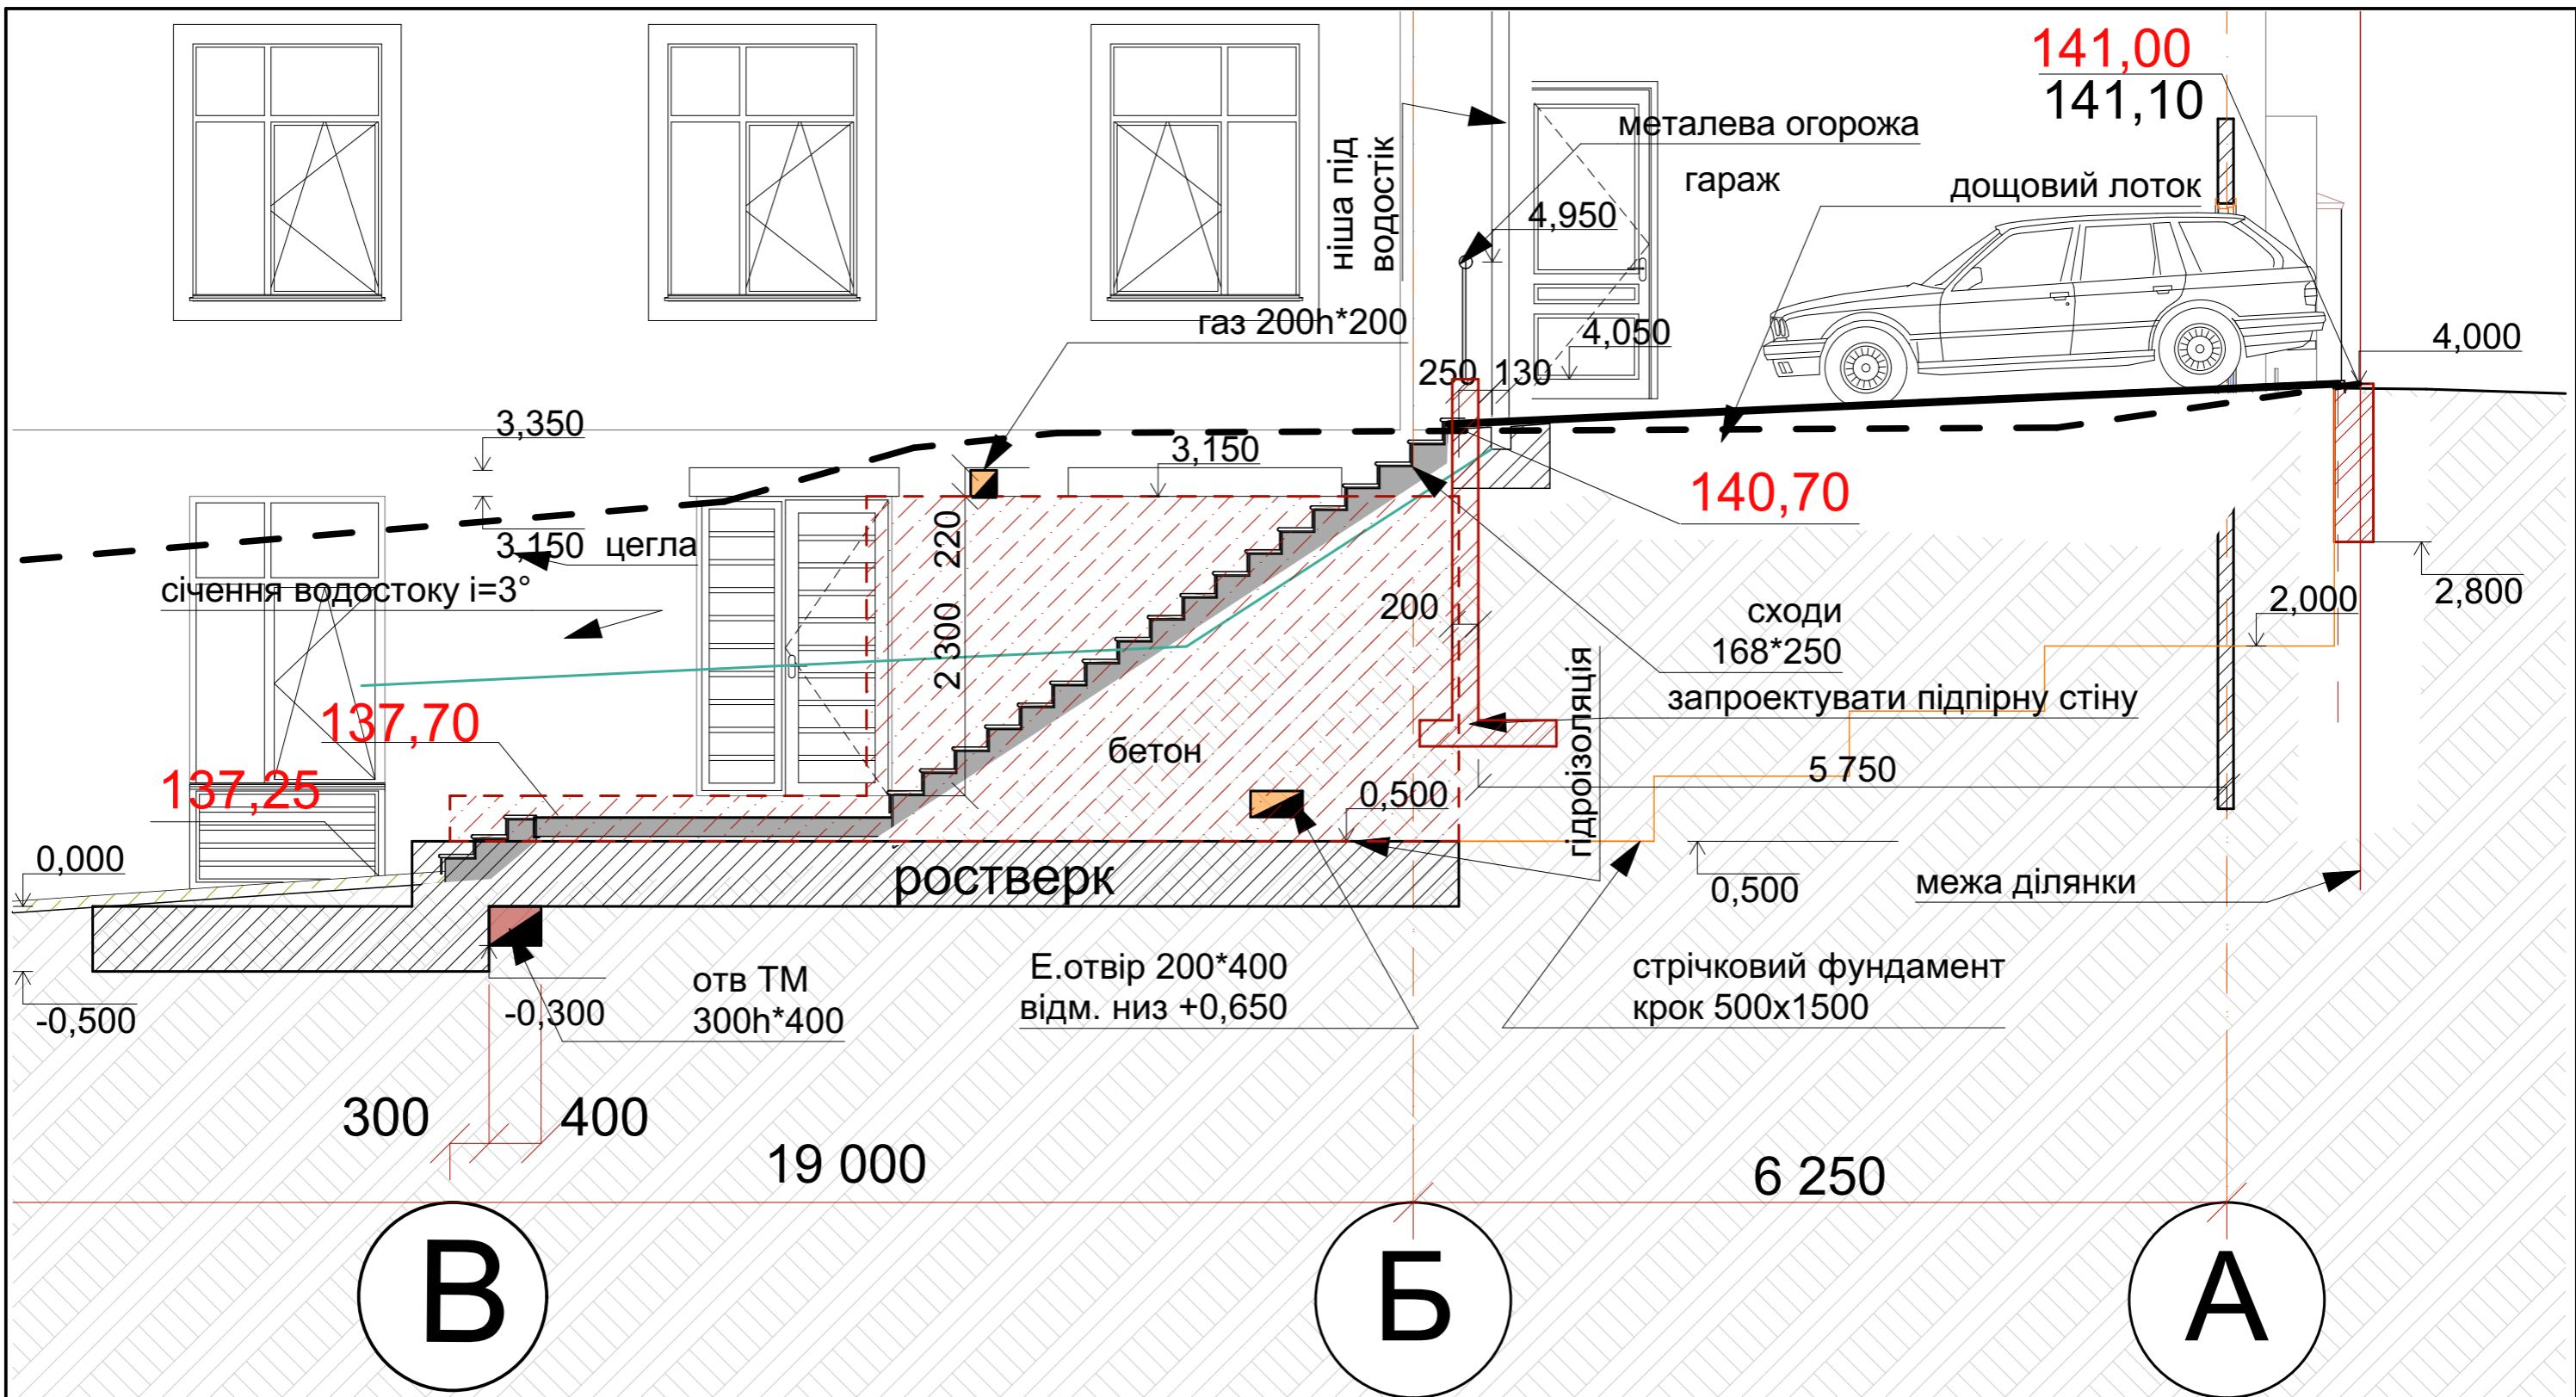 141,00
141,10
металева огорожа
гараж
дощовий лоток
ніша під
водостік
4,950
газ 200h*200
4,050
4,000
250
130
3,350
3,150
140,70
3,150
цегла
220
січення водостоку і=3°
200
сходи
168*250
2,000
2,800
2 300
гідроізоляція
запроектувати підпірну стіну
137,70
бетон
5 750
137,25
0,500
0,000
ростверк
0,500
межа ділянки
-0,500
-0,300
отв ТМ
300h*400
Е.отвір 200*400
відм. низ +0,650
стрічковий фундамент
крок 500х1500
300
400
19 000
6 250
В
Б
А